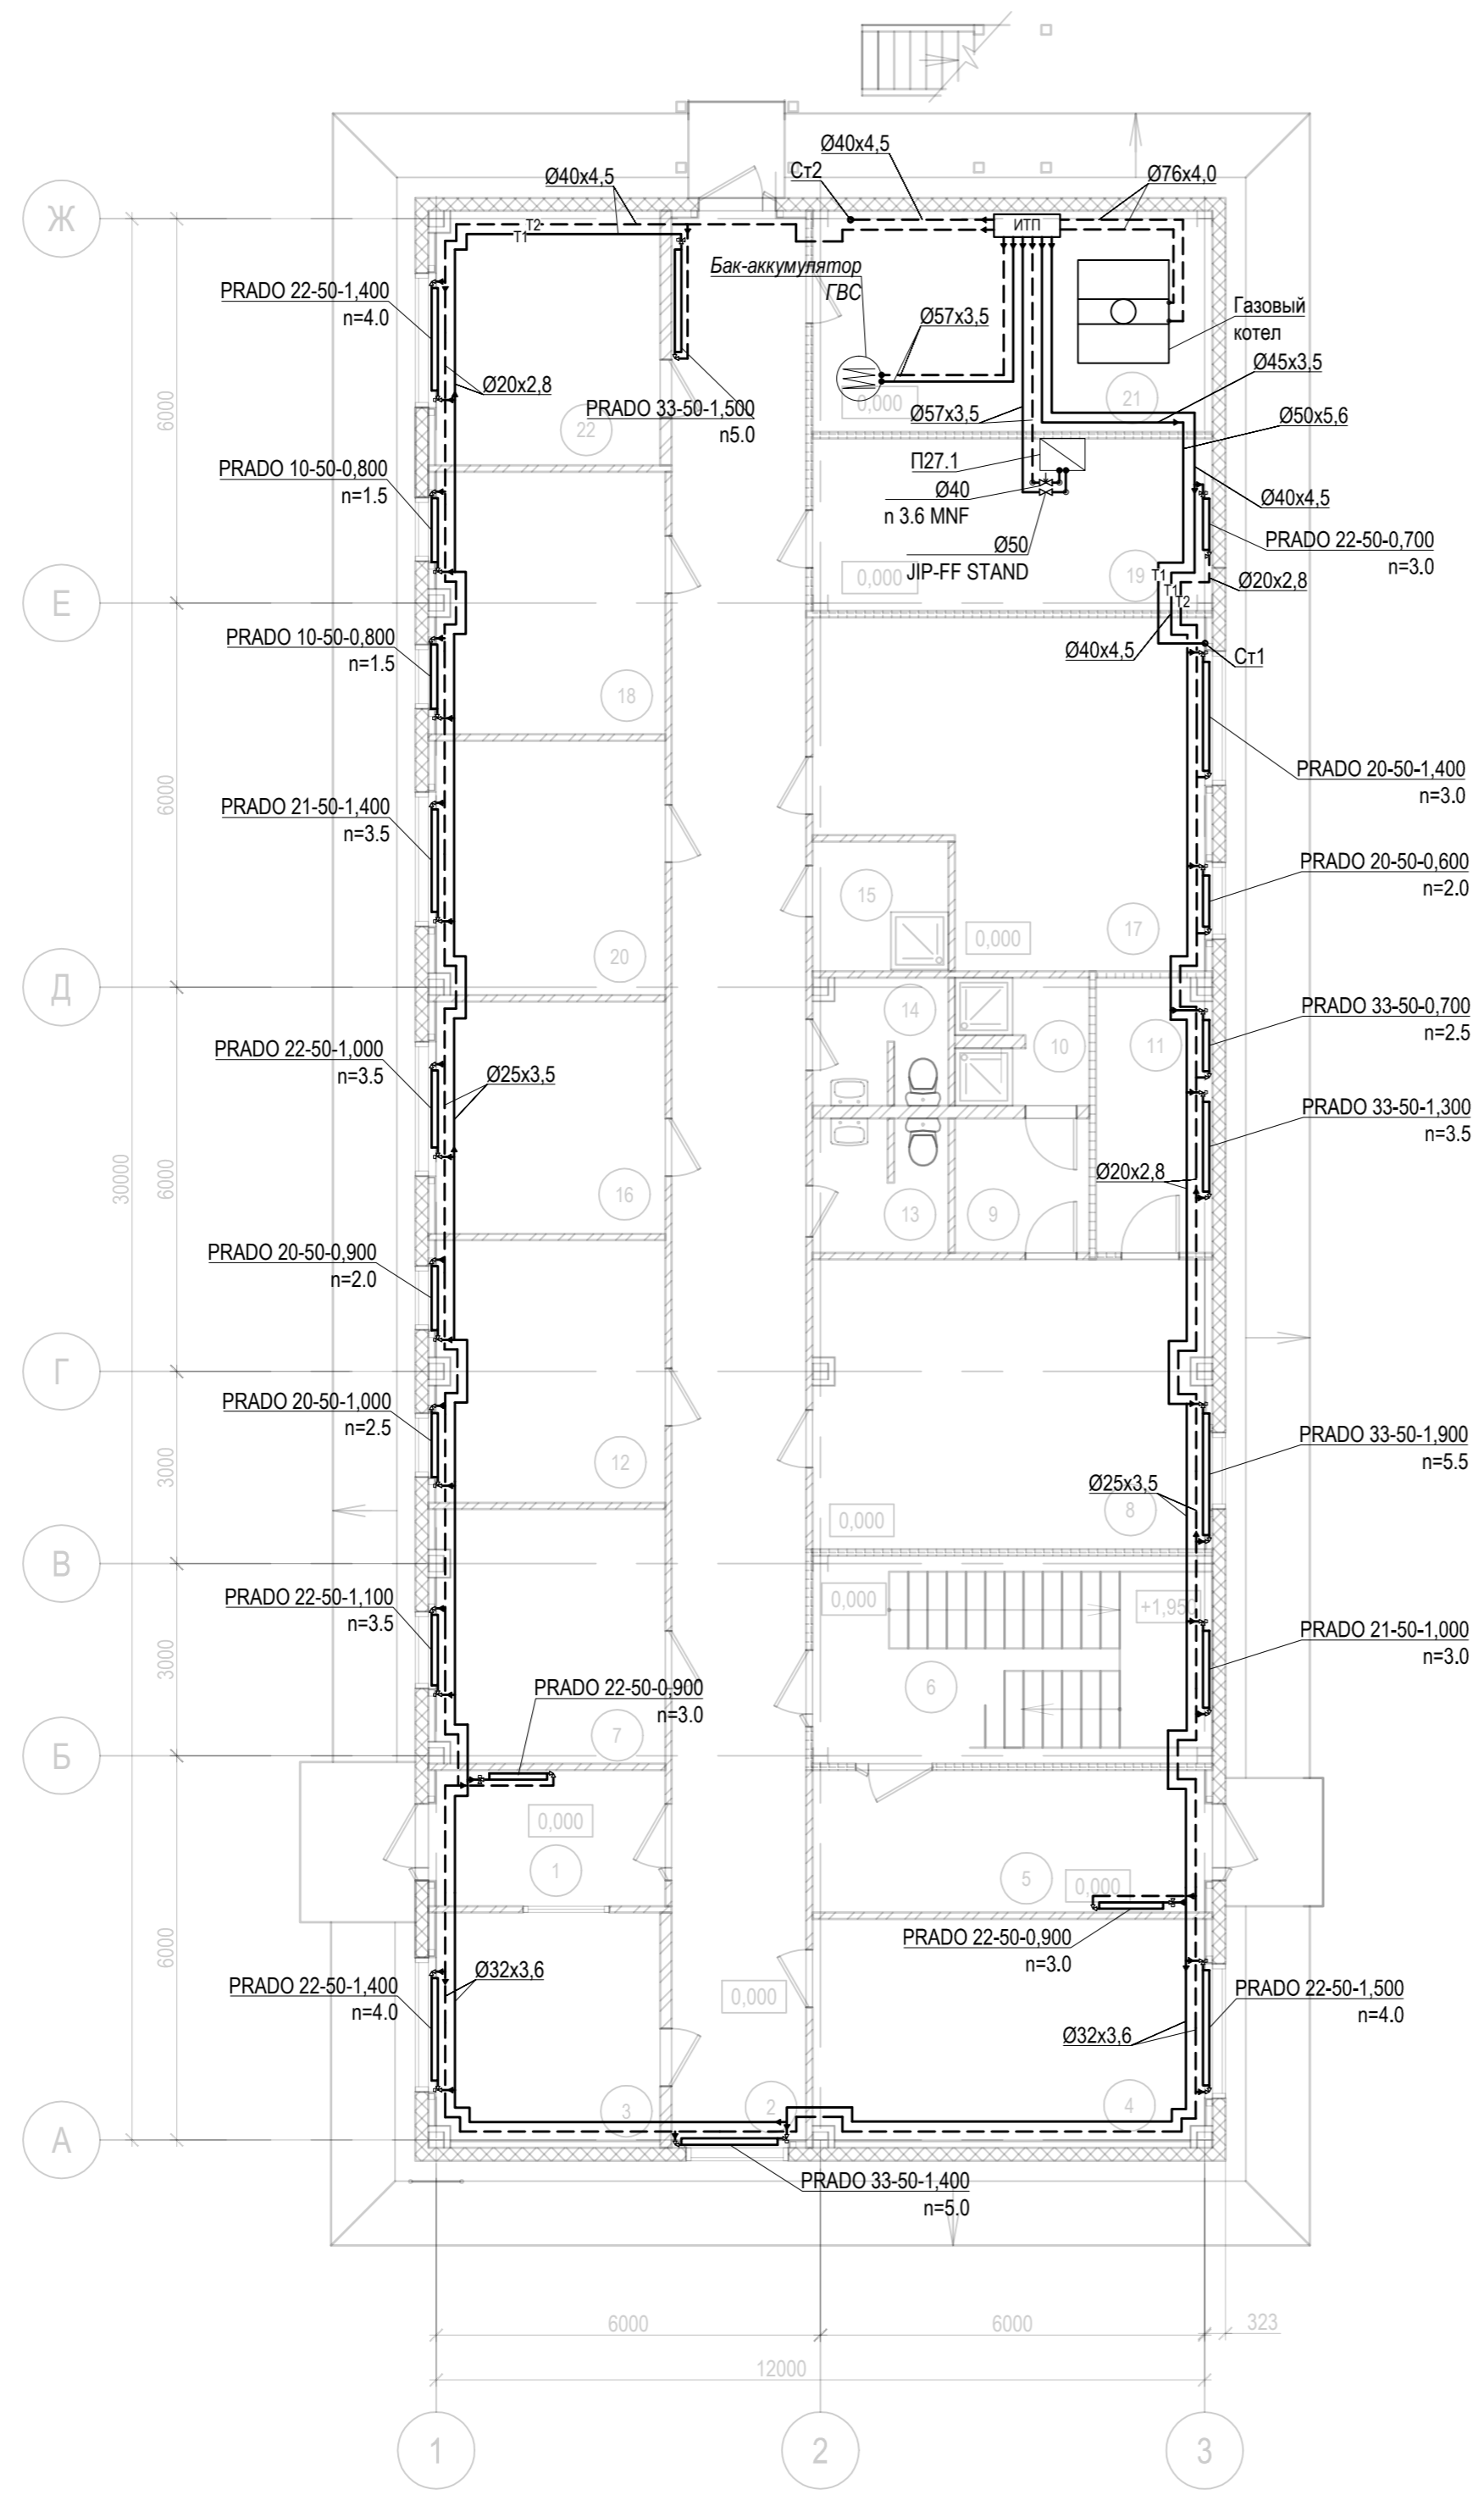 Ø40x4,5
Ст2
Ø76x4,0
Ø40x4,5
Ж
T2
T1
ИТП
Бак-аккумулятор
ГВС
PRADO 22-50-1,400
n=4.0
Ø57x3,5
Газовый
котел
Ø45x3,5
Ø20x2,8
21
0,000
PRADO 33-50-1,500
n5.0
Ø57x3,5
Ø50x5,6
6000
22
PRADO 10-50-0,800
n=1.5
П27.1
Ø40
n 3.6 MNF
Ø40x4,5
PRADO 22-50-0,700
n=3.0
Ø50
JIP-FF STAND
0,000
19
T1
T1
T2
Ø20x2,8
Е
PRADO 10-50-0,800
n=1.5
Ø40x4,5
Ст1
18
6000
PRADO 20-50-1,400
n=3.0
PRADO 21-50-1,400
n=3.5
PRADO 20-50-0,600
n=2.0
15
17
0,000
20
Д
14
PRADO 33-50-0,700
n=2.5
PRADO 22-50-1,000
n=3.5
10
11
Ø25x3,5
PRADO 33-50-1,300
n=3.5
30000
6000
Ø20x2,8
16
13
9
PRADO 20-50-0,900
n=2.0
Г
PRADO 20-50-1,000
n=2.5
PRADO 33-50-1,900
n=5.5
3000
12
Ø25x3,5
8
0,000
В
PRADO 22-50-1,100
n=3.5
0,000
+1,950
PRADO 21-50-1,000
n=3.0
3000
6
PRADO 22-50-0,900
n=3.0
7
Б
0,000
1
5
0,000
6000
PRADO 22-50-0,900
n=3.0
Ø32x3,6
PRADO 22-50-1,400
n=4.0
0,000
PRADO 22-50-1,500
n=4.0
Ø32x3,6
3
2
4
А
PRADO 33-50-1,400
n=5.0
6000
6000
323
12000
1
2
3